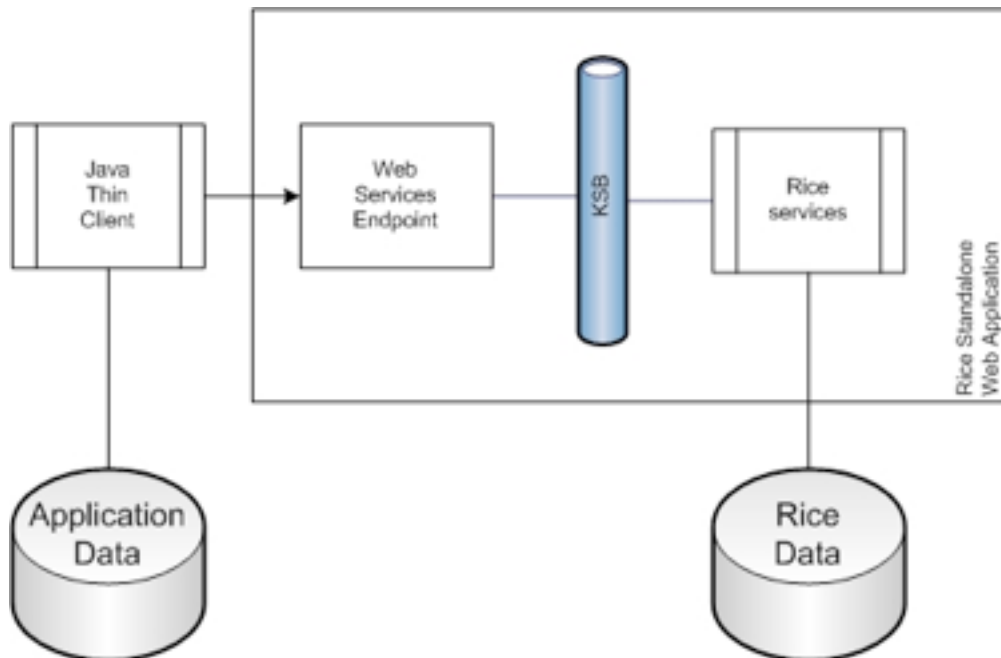 Java
Thin
Client
Web
Services
Endpoint
KSB
Rice
services
Rice Standalone
Web Application
Application
Data
Rice
Data